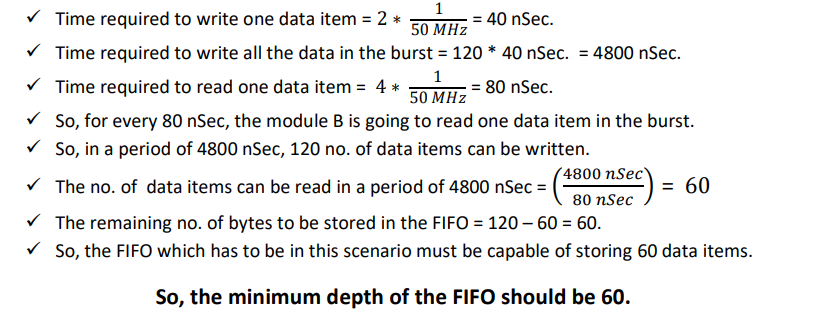 ✓ Time required to write one data item = 2 * 1/50 MHz = 40 nSec.
✓ Time required to write all the data in the burst = 120 * 40 nSec. = 4800 nSec.
✓ Time required to read one data item = 4 * 1/50 MHz = 80 nSec.
✓ So, for every 80 nSec, the module B is going to read one data item in the burst.
✓ So, in a period of 4800 nSec, 120 no. of data items can be written.
✓ The no. of data items can be read in a period of 4800 nSec = (4800 nSec/80 nSec) = 60
✓ The remaining no. of bytes to be stored in the FIFO = 120 – 60 = 60.
✓ So, the FIFO which has to be in this scenario must be capable of storing 60 data items.
So, the minimum depth of the FIFO should be 60.